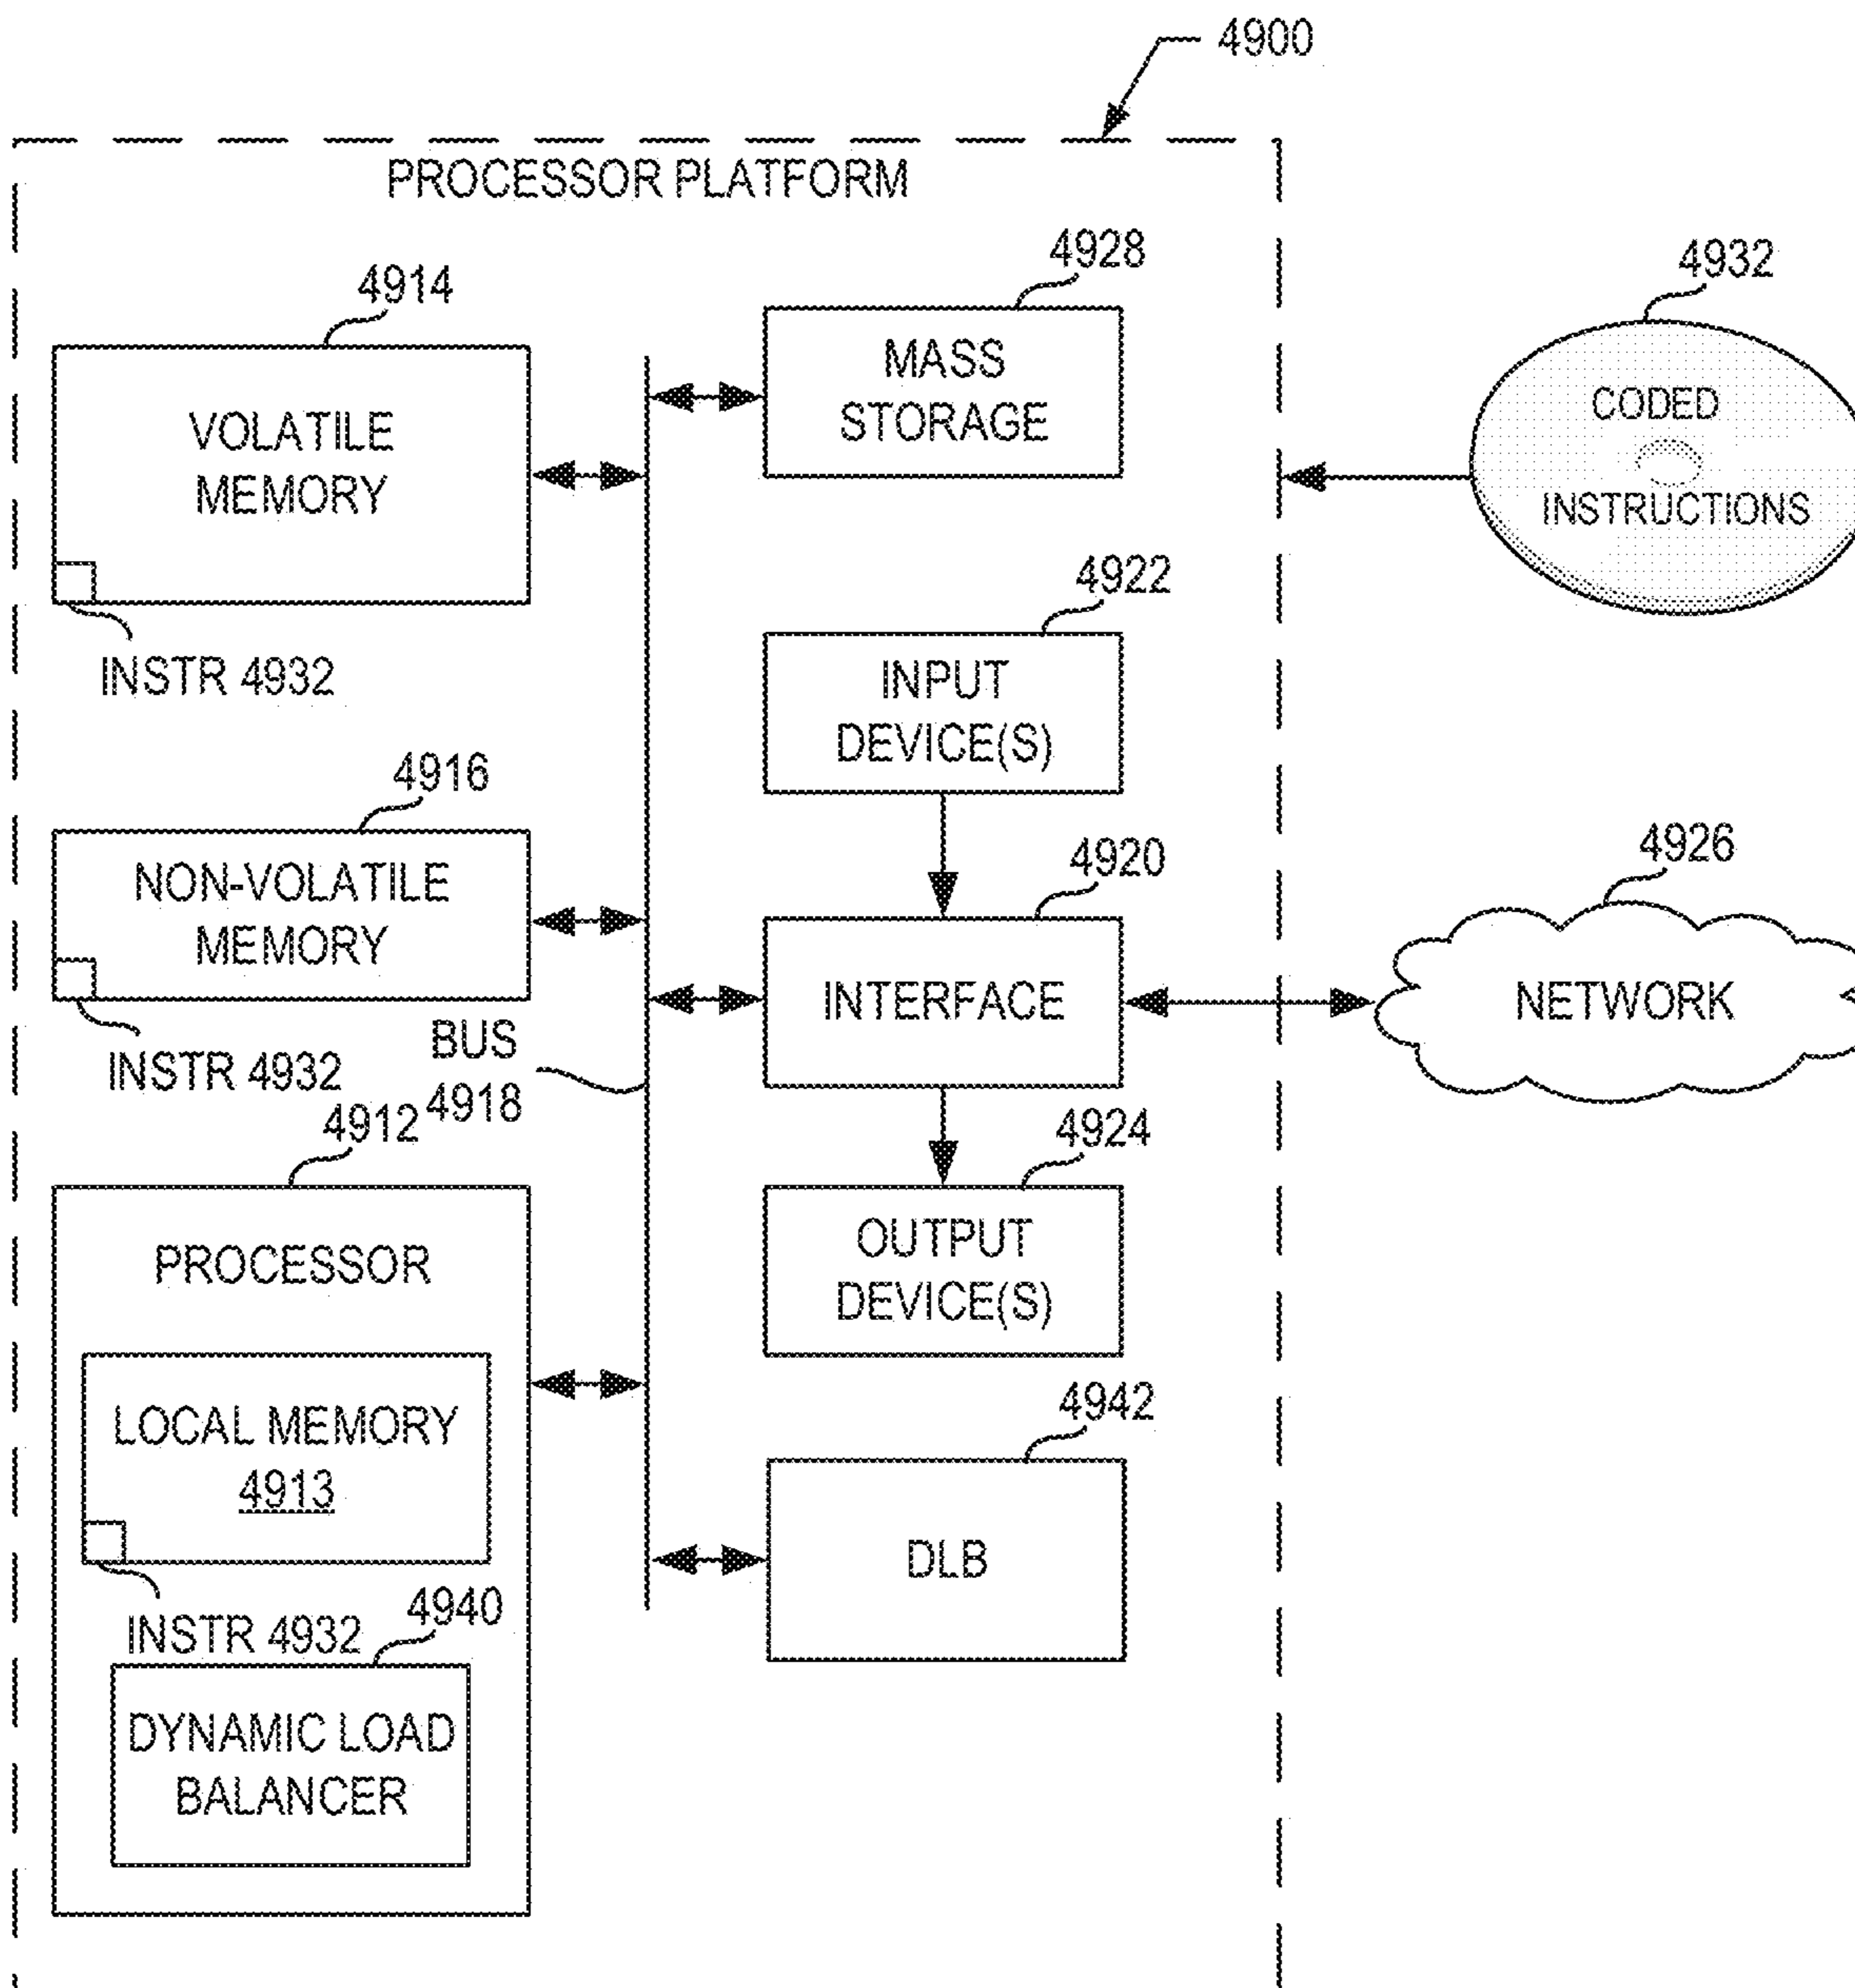 4900
PROCESSOR PLATFORM
4914
VOLATILE
MEMORY
INSTR 4932
4916
NON-VOLATILE
MEMORY
INSTR 4932
BUS
4918
4912
PROCESSOR
LOCAL MEMORY
4913
INSTR 4932
4940
DYNAMIC LOAD
BALANCER
4928
MASS
STORAGE
4922
INPUT
DEVICE(S)
4920
INTERFACE
4924
OUTPUT
DEVICE(S)
4942
DLB
4932
CODED
INSTRUCTIONS
4926
NETWORK